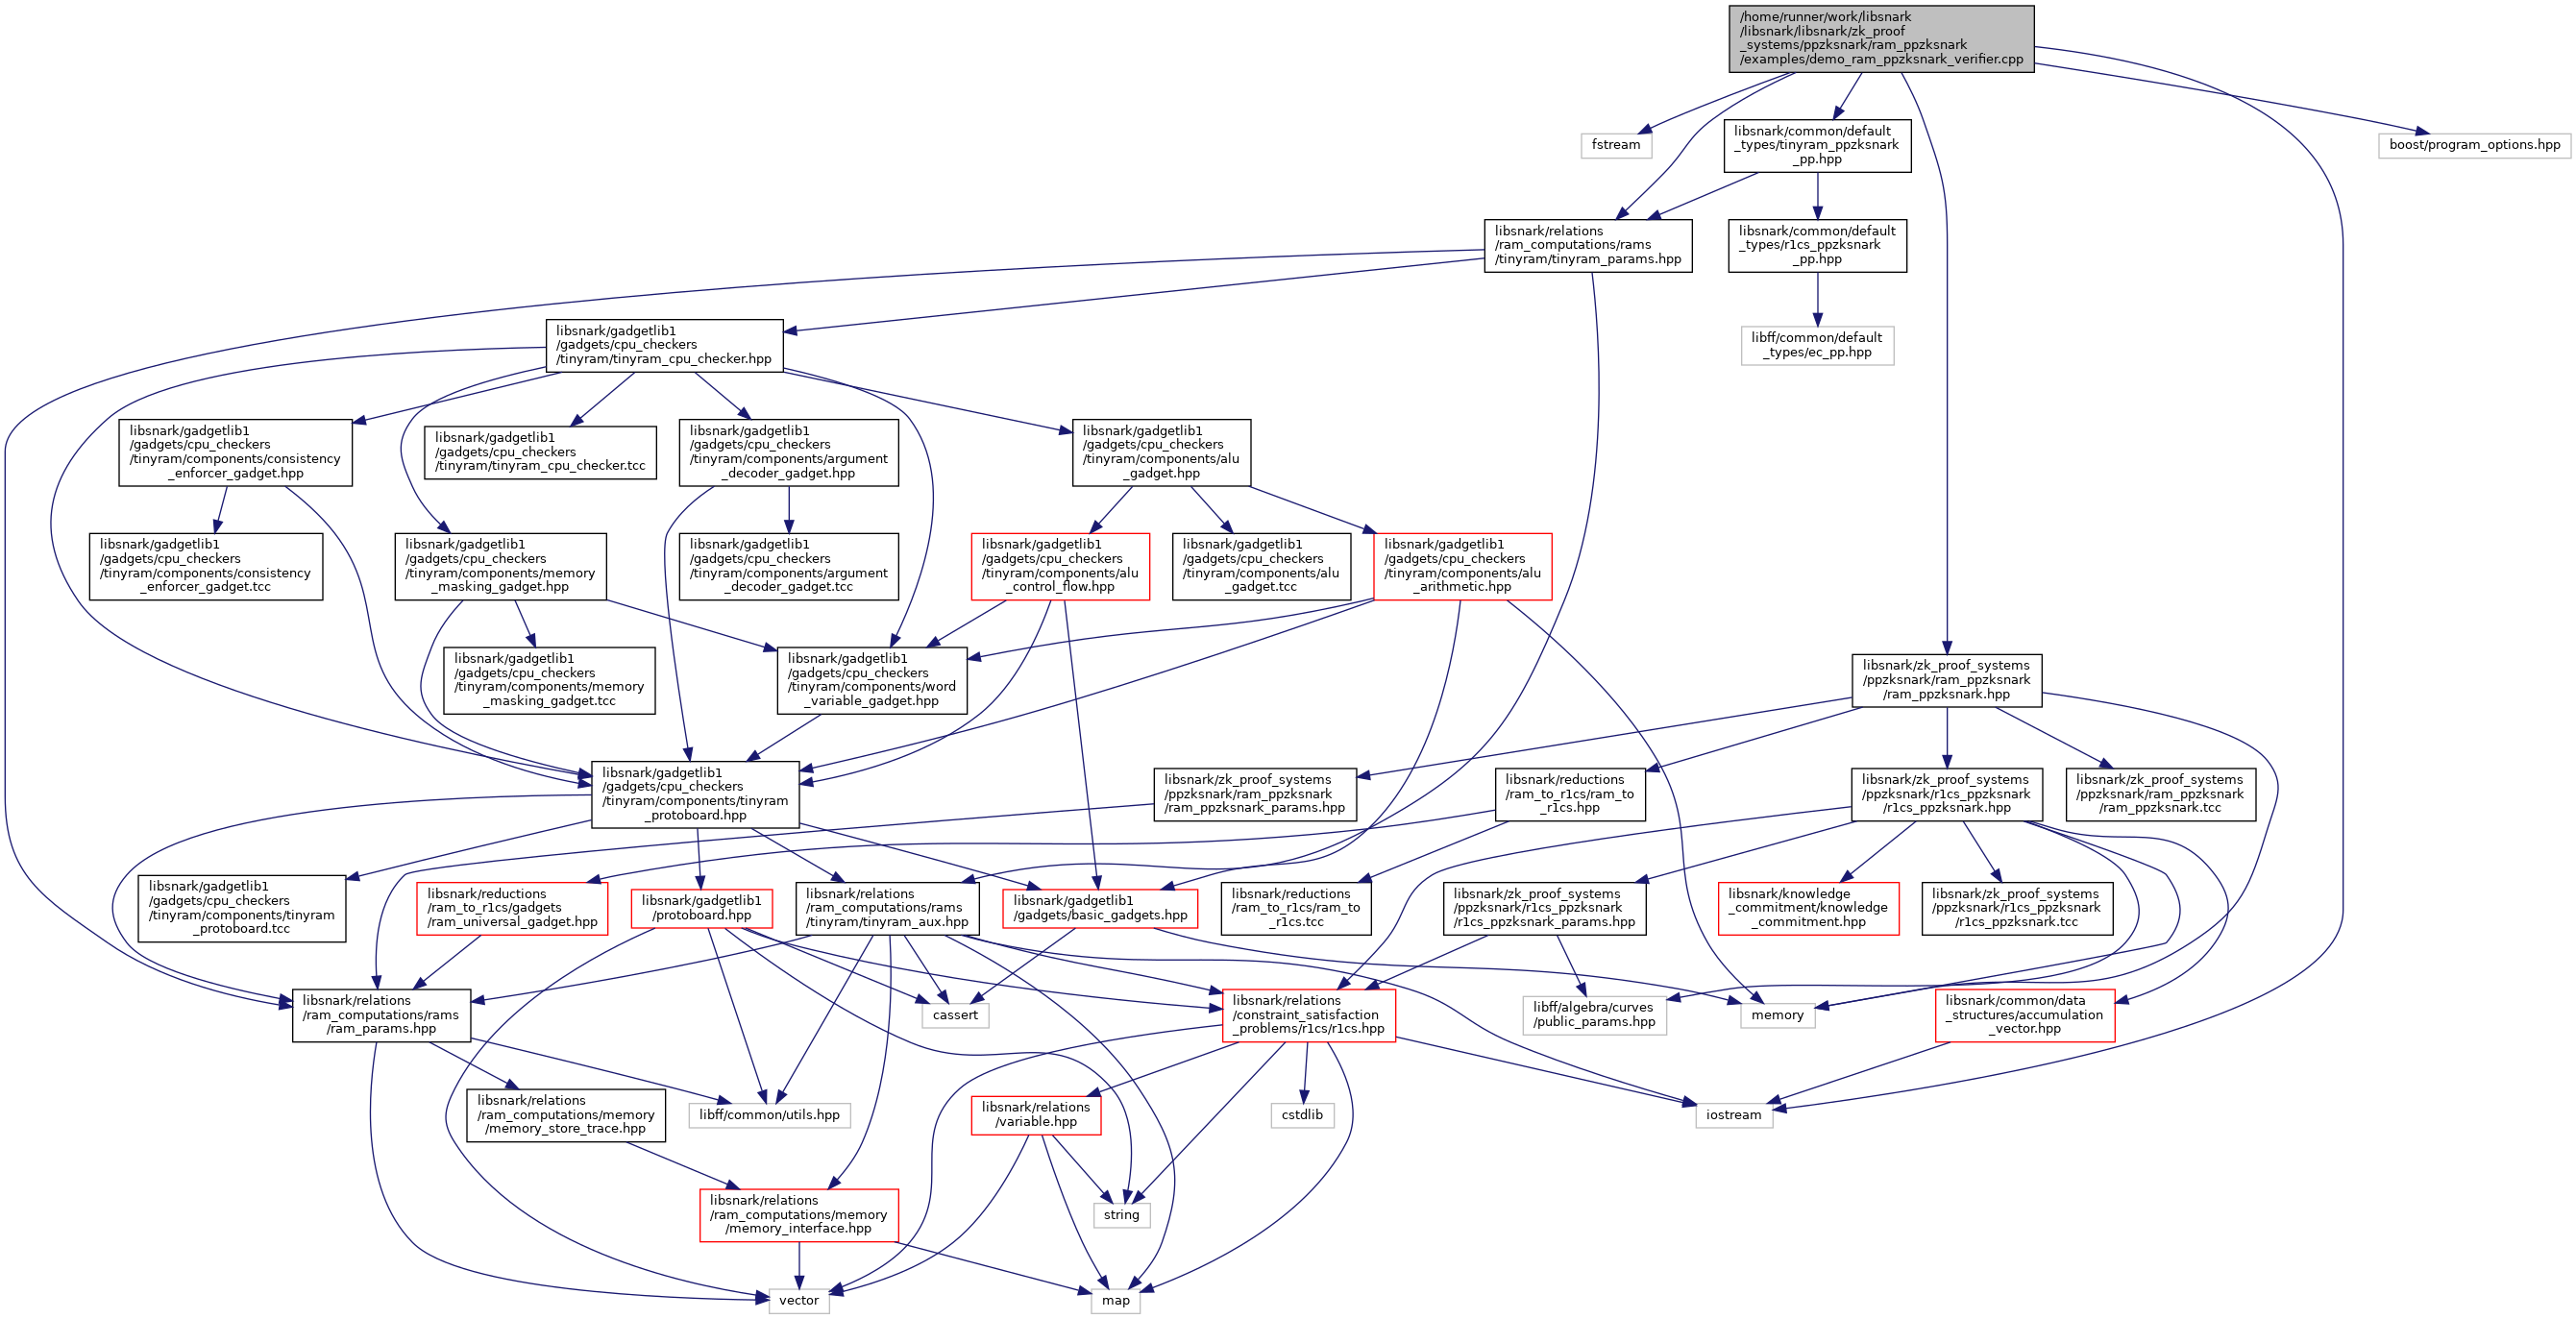 /home/runner/work/libsnark
/libsnark/libsnark/zk_proof
_systems/ppzksnark/ram_ppzksnark
/examples/demo_ram_ppzksnark_verifier.cpp
fstream
libsnark/common/default
_types/tinyram_ppzksnark
_pp.hpp
boost/program_options.hpp
libsnark/relations
/ram_computations/rams
/tinyram/tinyram_params.hpp
libsnark/common/default
_types/r1cs_ppzksnark
_pp.hpp
libsnark/gadgetlib1
/gadgets/cpu_checkers
/tinyram/tinyram_cpu_checker.hpp
libff/common/default
_types/ec_pp.hpp
libsnark/gadgetlib1
/gadgets/cpu_checkers
/tinyram/components/consistency
_enforcer_gadget.hpp
libsnark/gadgetlib1
/gadgets/cpu_checkers
/tinyram/tinyram_cpu_checker.tcc
libsnark/gadgetlib1
/gadgets/cpu_checkers
/tinyram/components/argument
_decoder_gadget.hpp
libsnark/gadgetlib1
/gadgets/cpu_checkers
/tinyram/components/alu
_gadget.hpp
libsnark/gadgetlib1
/gadgets/cpu_checkers
/tinyram/components/consistency
_enforcer_gadget.tcc
libsnark/gadgetlib1
/gadgets/cpu_checkers
/tinyram/components/memory
_masking_gadget.hpp
libsnark/gadgetlib1
/gadgets/cpu_checkers
/tinyram/components/argument
_decoder_gadget.tcc
libsnark/gadgetlib1
/gadgets/cpu_checkers
/tinyram/components/alu
_control_flow.hpp
libsnark/gadgetlib1
/gadgets/cpu_checkers
/tinyram/components/alu
_gadget.tcc
libsnark/gadgetlib1
/gadgets/cpu_checkers
/tinyram/components/alu
_arithmetic.hpp
libsnark/gadgetlib1
/gadgets/cpu_checkers
/tinyram/components/memory
_masking_gadget.tcc
libsnark/gadgetlib1
/gadgets/cpu_checkers
/tinyram/components/word
_variable_gadget.hpp
libsnark/zk_proof_systems
/ppzksnark/ram_ppzksnark
/ram_ppzksnark.hpp
libsnark/gadgetlib1
/gadgets/cpu_checkers
/tinyram/components/tinyram
_protoboard.hpp
libsnark/zk_proof_systems
/ppzksnark/ram_ppzksnark
/ram_ppzksnark_params.hpp
libsnark/reductions
/ram_to_r1cs/ram_to
_r1cs.hpp
libsnark/zk_proof_systems
/ppzksnark/r1cs_ppzksnark
/r1cs_ppzksnark.hpp
libsnark/zk_proof_systems
/ppzksnark/ram_ppzksnark
/ram_ppzksnark.tcc
libsnark/gadgetlib1
/gadgets/cpu_checkers
/tinyram/components/tinyram
_protoboard.tcc
libsnark/reductions
/ram_to_r1cs/gadgets
/ram_universal_gadget.hpp
libsnark/gadgetlib1
/protoboard.hpp
libsnark/relations
/ram_computations/rams
/tinyram/tinyram_aux.hpp
libsnark/gadgetlib1
/gadgets/basic_gadgets.hpp
libsnark/reductions
/ram_to_r1cs/ram_to
_r1cs.tcc
libsnark/zk_proof_systems
/ppzksnark/r1cs_ppzksnark
/r1cs_ppzksnark_params.hpp
libsnark/knowledge
_commitment/knowledge
_commitment.hpp
libsnark/zk_proof_systems
/ppzksnark/r1cs_ppzksnark
/r1cs_ppzksnark.tcc
libsnark/relations
/ram_computations/rams
/ram_params.hpp
cassert
libsnark/relations
/constraint_satisfaction
_problems/r1cs/r1cs.hpp
libff/algebra/curves
/public_params.hpp
memory
libsnark/common/data
_structures/accumulation
_vector.hpp
libsnark/relations
/ram_computations/memory
/memory_store_trace.hpp
libff/common/utils.hpp
libsnark/relations
/variable.hpp
cstdlib
iostream
libsnark/relations
/ram_computations/memory
/memory_interface.hpp
string
vector
map